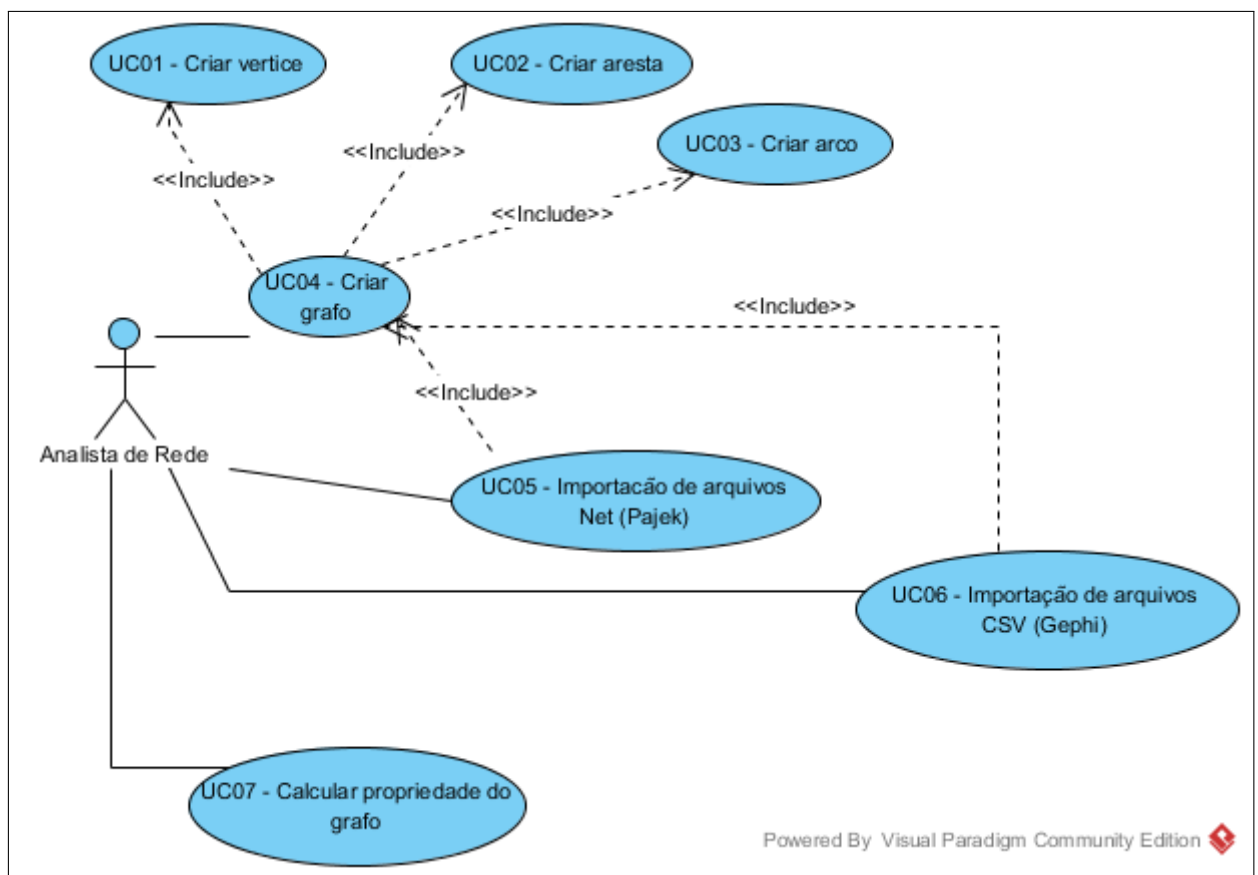 UC01 - Criar vertice
UC02 - Criar aresta
UC03 - Criar arco
<<Include>>
<<Include>>
<<Include>>
UC04 - Criar
grafo
<<Include>>
<<Include>>
Analista de Rede
UC05 - Importacão de arquivos
Net (Pajek)
UC06 - Importação de arquivos
CSV (Gephi)
UC07 - Calcular propriedade do
grafo
Powered By Visual Paradigm Community Edition